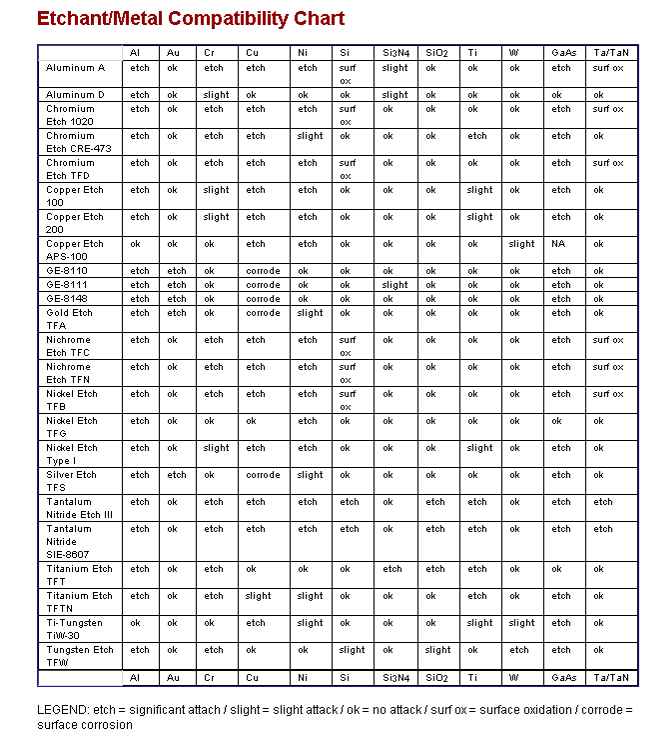 Etchant/Metal Compatibility Chart
Al Au Cr Cu Ni Si Si3N4 SiO2 Ti W GaAs Ta/TaN
Aluminum A etch ok etch etch etch surf ox slight ok ok ok etch surf ox
Aluminum D etch ok slight ok ok ok slight ok ok ok ok ok
Chromium Etch 1020 etch ok etch etch etch surf ox ok ok ok ok etch surf ox
Chromium Etch CRE-473 etch ok etch etch slight ok ok ok etch ok etch ok
Chromium Etch TFD etch ok etch etch etch surf ox ok ok ok ok etch surf ox
Copper Etch 100 etch ok slight etch etch ok ok ok slight ok etch ok
Copper Etch 200 etch ok slight etch etch ok ok ok slight ok etch ok
Copper Etch APS-100 ok ok ok etch etch ok ok ok ok slight NA ok
GE-8110 etch etch ok corrode ok ok ok ok ok ok etch ok
GE-8111 etch etch ok corrode ok ok slight ok ok ok etch ok
GE-8148 etch etch ok corrode ok ok ok ok ok ok etch ok
Gold Etch TFA etch etch ok corrode slight ok ok ok ok ok etch ok
Nichrome Etch TFC etch ok etch etch etch surf ox ok ok ok ok etch surf ox
Nichrome Etch TFN etch ok etch etch etch surf ox ok ok ok ok etch surf ox
Nickel Etch TFB etch ok etch etch etch surf ox ok ok ok ok etch surf ox
Nickel Etch TFG etch ok ok ok etch ok ok ok ok ok ok ok
Nickel Etch Type I etch ok slight etch etch ok ok ok slight ok etch ok
Silver Etch TFS etch etch ok corrode slight ok ok ok ok ok etch ok
Tantalum Nitride Etch III etch ok etch etch etch etch ok etch etch ok etch etch
Tantalum Nitride SIE-8607 etch ok etch etch etch etch ok etch etch ok etch etch
Titanium Etch TFT etch ok etch ok ok ok etch etch etch ok ok ok
Titanium Etch TFTN etch ok etch slight slight ok ok ok etch ok etch ok
Ti-Tungsten TiW-30 ok ok ok etch slight ok ok ok slight slight etch ok
Tungsten Etch TFW etch ok etch ok ok slight ok slight ok etch etch ok
Al Au Cr Cu Ni Si Si3N4 SiO2 Ti W GaAs Ta/TaN
LEGEND: etch = significant attach / slight = slight attack / ok = no attack / surf ox = surface oxidation / corrode =
surface corrosion